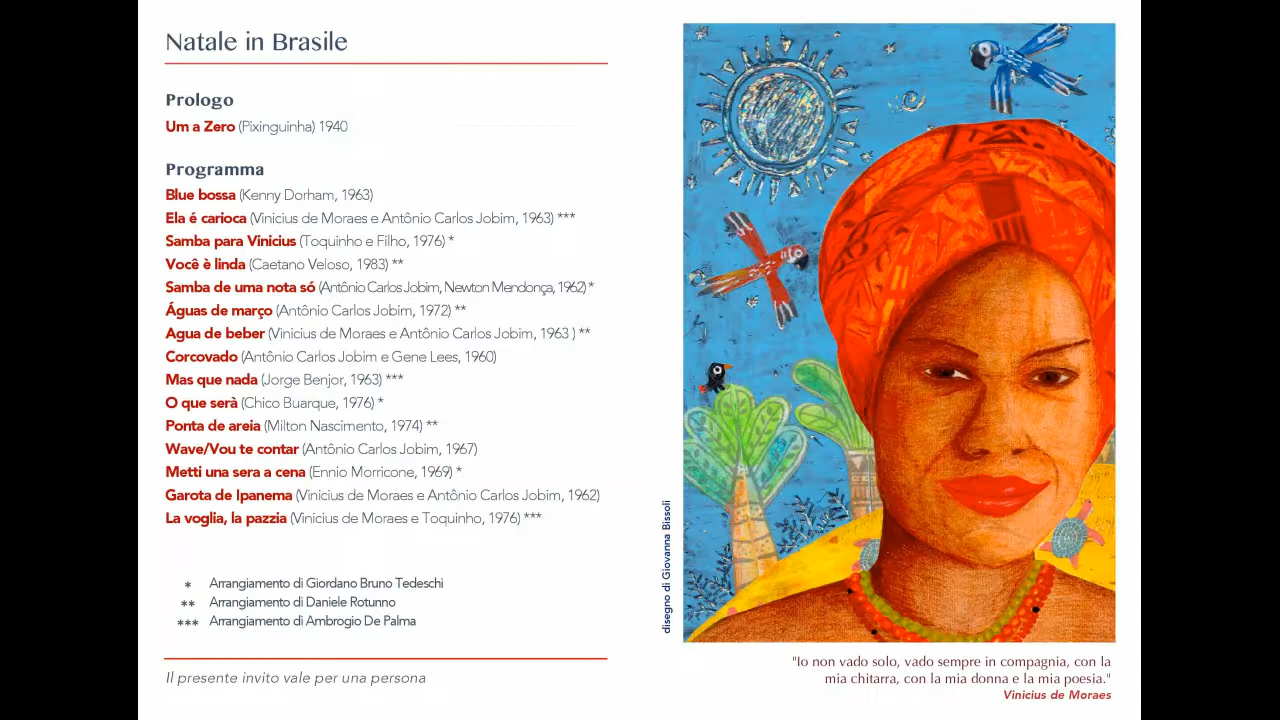 Natale in Brasile
Prologo
Um a Zero (Pixinguinha) 1940
Programma
Blue bossa (Kenny Dorham, 1963)
Ela é carioca (Vinicius de Moraes e Antônio Carlos Jobim, 1963) ***
Samba para Vinicius (Toquinho e Filho, 1976) *
Você è linda (Caetano Veloso, 1983) **
Samba de uma nota só (Antônio Carlos Jobim, Newton Mendonça, 1962) *
Águas de março (Antônio Carlos Jobim, 1972) **
Agua de beber (Vinicius de Moraes e Antônio Carlos Jobim, 1963 ) **
Corcovado (Antônio Carlos Jobim e Gene Lees, 1960)
Mas que nada (Jorge Benjor, 1963) ***
O que serà (Chico Buarque, 1976) *
Ponta de areia (Milton Nascimento, 1974) **
Wave/Vou te contar (Antônio Carlos Jobim, 1967)
Metti una sera a cena (Ennio Morricone, 1969) *
Garota de Ipanema (Vinicius de Moraes e Antônio Carlos Jobim, 1962)
La voglia, la pazzia (Vinicius de Moraes e Toquinho, 1976) ***
* Arrangiamento di Giordano Bruno Tedeschi
** Arrangiamento di Daniele Rotunno
*** Arrangiamento di Ambrogio De Palma
Il presente invito vale per una persona
disegno di Giovanna Bissoli
"Io non vado solo, vado sempre in compagnia, con la
mia chitarra, con la mia donna e la mia poesia."
Vinicius de Moraes